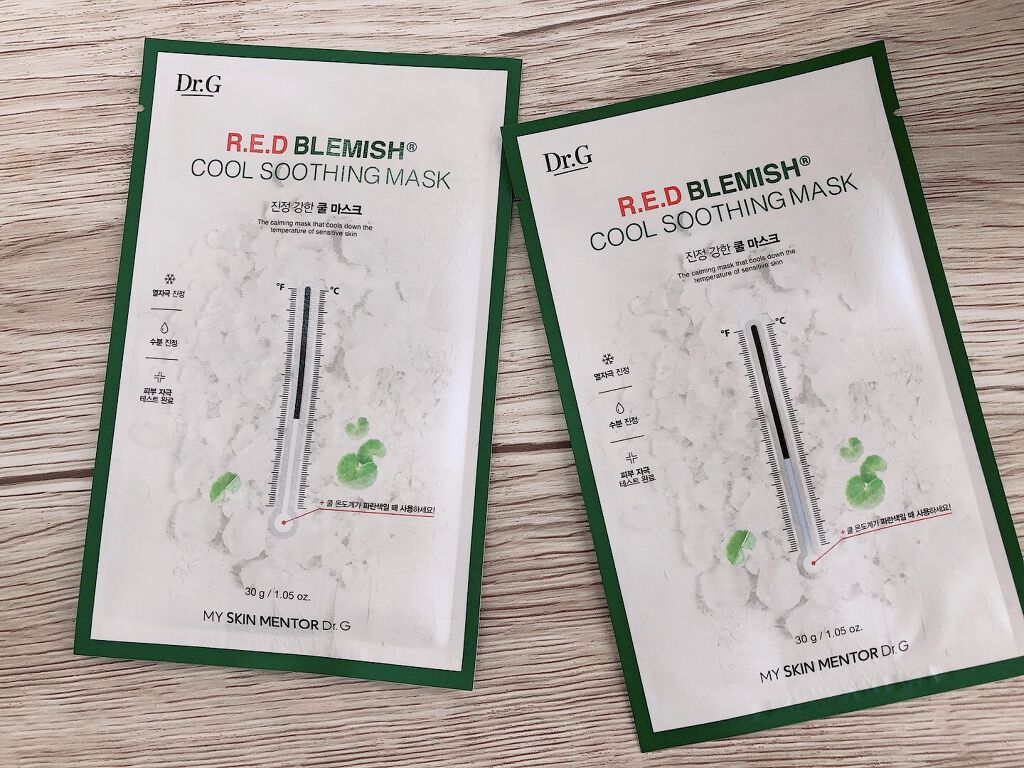 Dr.G
R.E.D BLEMISH®
COOL SOOTHING MASK
진정 강한 쿨 마스크
The calming mask that cools down the
temperature of sensitive skin
°F °C
열자극 진정
수분 진정
피부 자극
테스트 완료
+ 쿨 온도계가 파란색일 때 사용하세요!
30 g / 1.05 oz.
MY SKIN MENTOR Dr.G
Dr.G
R.E.D BLEMISH®
COOL SOOTHING MASK
진정 강한 쿨 마스크
The calming mask that cools down the
temperature of sensitive skin
°F °C
열자극 진정
수분 진정
피부 자극
테스트 완료
+ 쿨 온도계가 파란색일 때 사용하세요!
30 g / 1.05 oz.
MY SKIN MENTOR Dr.G